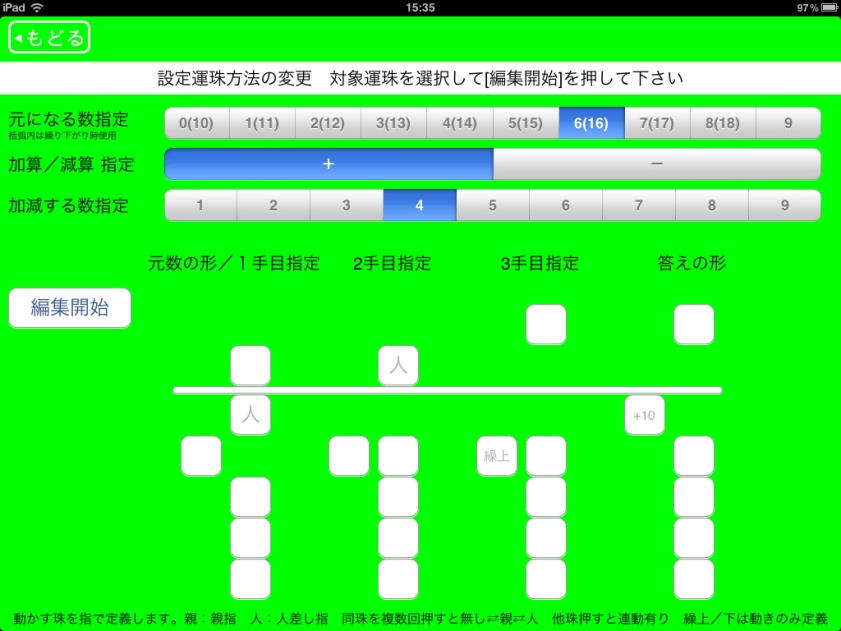 iPad 15:35 97%
もどる
設定運珠方法の変更 対象運珠を選択して[編集開始]を押して下さい
元になる数指定 0(10) 1(11) 2(12) 3(13) 4(14) 5(15) 6(16) 7(17) 8(18) 9
括弧内は繰り下がり時使用
加算／減算 指定 + −
加減する数指定 1 2 3 4 5 6 7 8 9
元数の形／１手目指定 2手目指定 3手目指定 答えの形
編集開始
人
人 +10
繰上
動かす珠を指で定義します。親：親指 人：人差し指 同珠を複数回押すと無し⇄親⇄人 他珠押すと連動有り 繰上／下は動きのみ定義